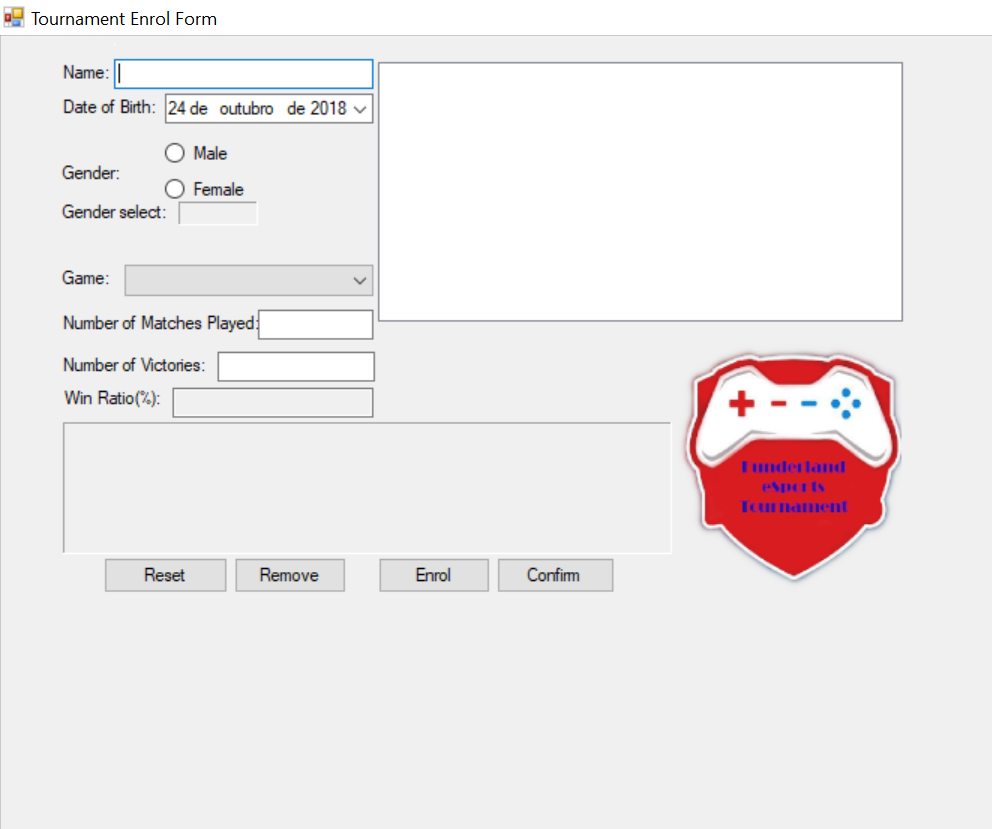 Tournament Enrol Form
Name:
Date of Birth: 24 de outubro de 2018
Male
Gender:
Female
Gender select:
Game:
Number of Matches Played:
Number of Victories:
Win Ratio(%):
Funderland
eSports
Tournament
Reset Remove Enrol Confirm